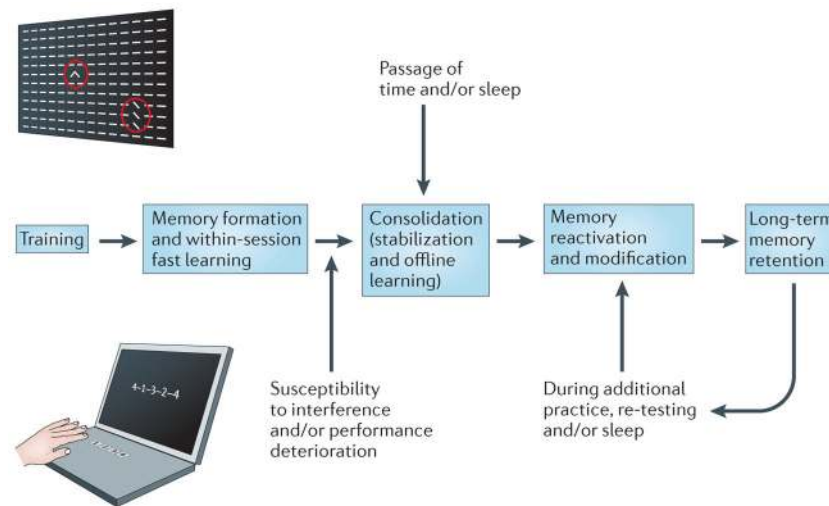 Passage of
time and/or sleep
Training
Memory formation
and within-session
fast learning
Consolidation
(stabilization
and offline
learning)
Memory
reactivation
and modification
Long-term
memory
retention
4–1–3–2–4
Susceptibility
to interference
and/or performance
deterioration
During additional
practice, re-testing
and/or sleep